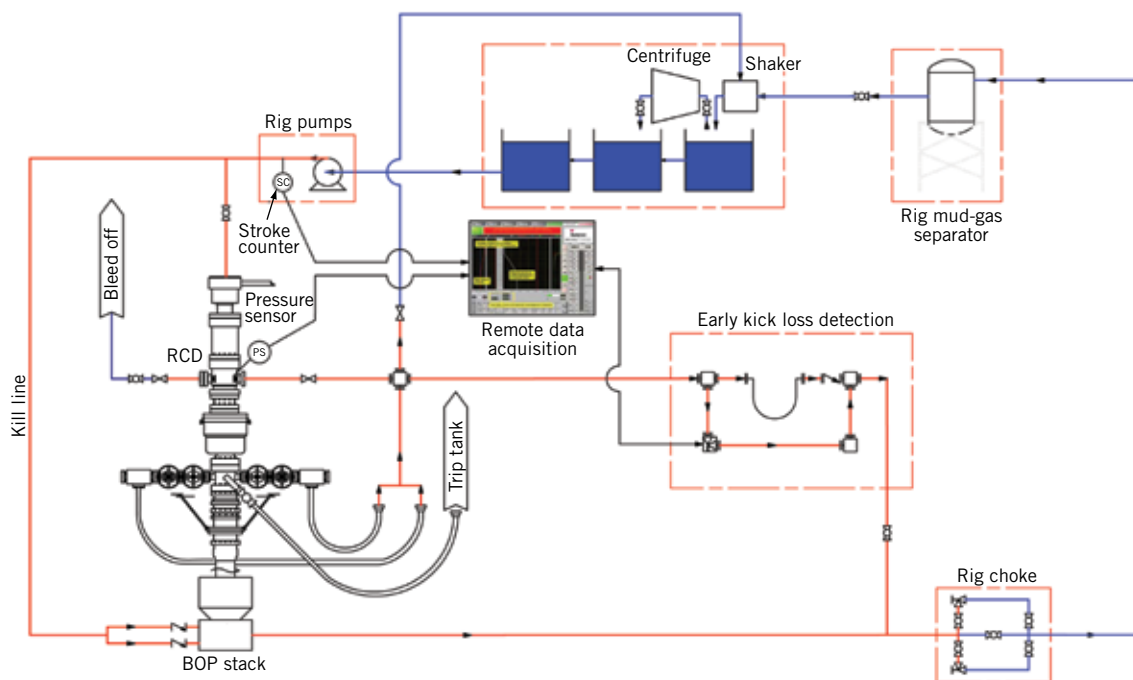 Centrifuge
Shaker
Rig pumps
SC
Stroke
counter
Rig mud-gas
separator
Bleed off
Pressure
sensor
PS
RCD
Remote data
acquisition
Early kick loss detection
Kill line
Trip tank
Rig choke
BOP stack